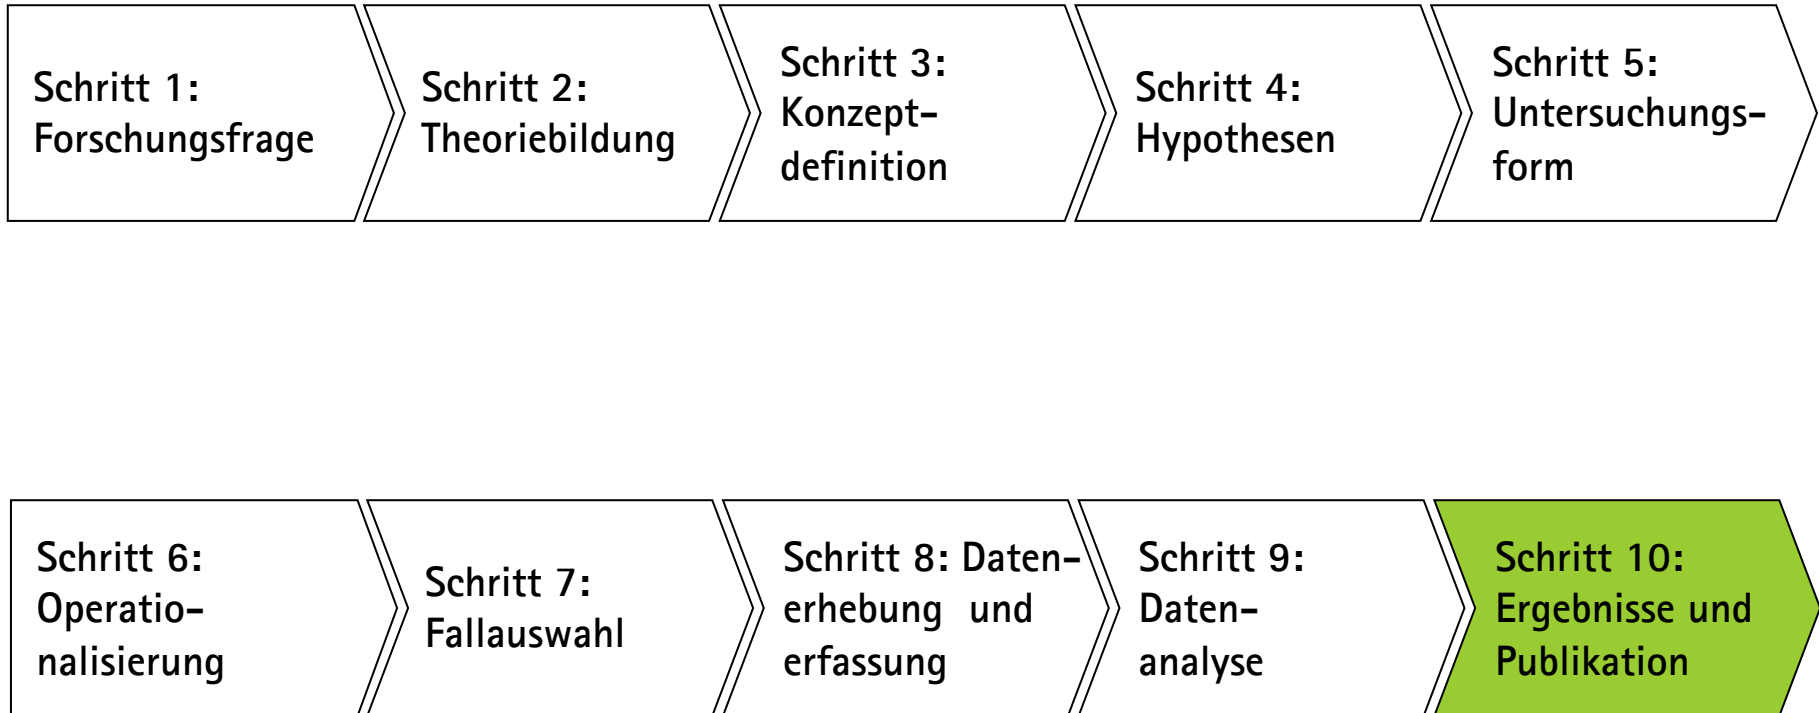 Schritt 1:
Forschungsfrage
Schritt 2:
Theoriebildung
Schritt 3:
Konzept-
definition
Schritt 4:
Hypothesen
Schritt 5:
Untersuchungs-
form
Schritt 6:
Operatio-
nalisierung
Schritt 7:
Fallauswahl
Schritt 8: Daten-
erhebung und
erfassung
Schritt 9:
Daten-
analyse
Schritt 10:
Ergebnisse und
Publikation